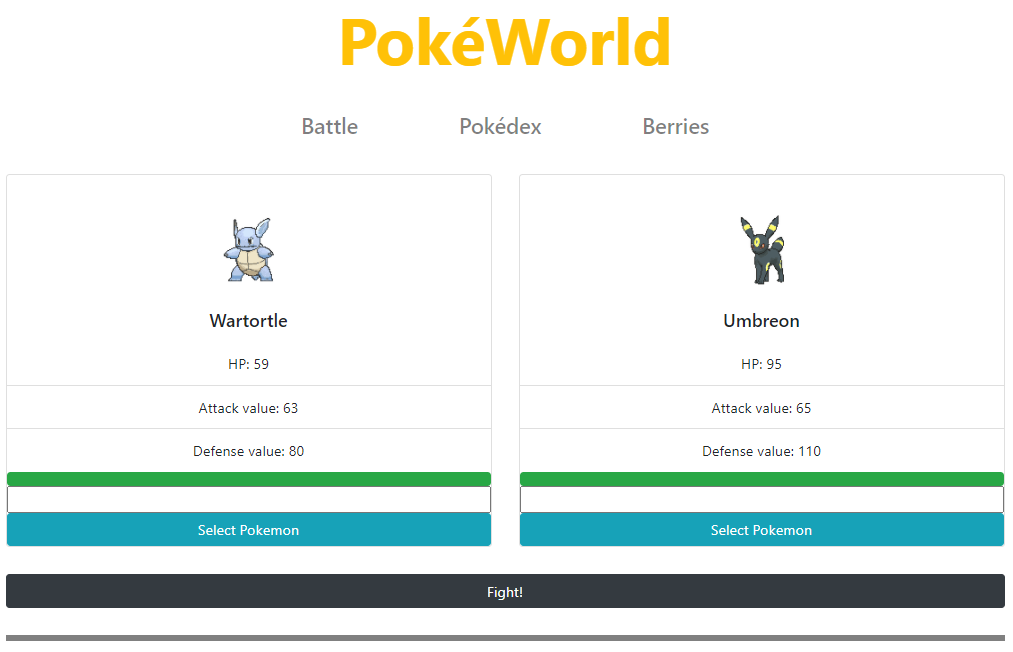 PokéWorld
Battle Pokédex Berries
Wartortle
HP: 59
Attack value: 63
Defense value: 80
Select Pokemon
Umbreon
HP: 95
Attack value: 65
Defense value: 110
Select Pokemon
Fight!